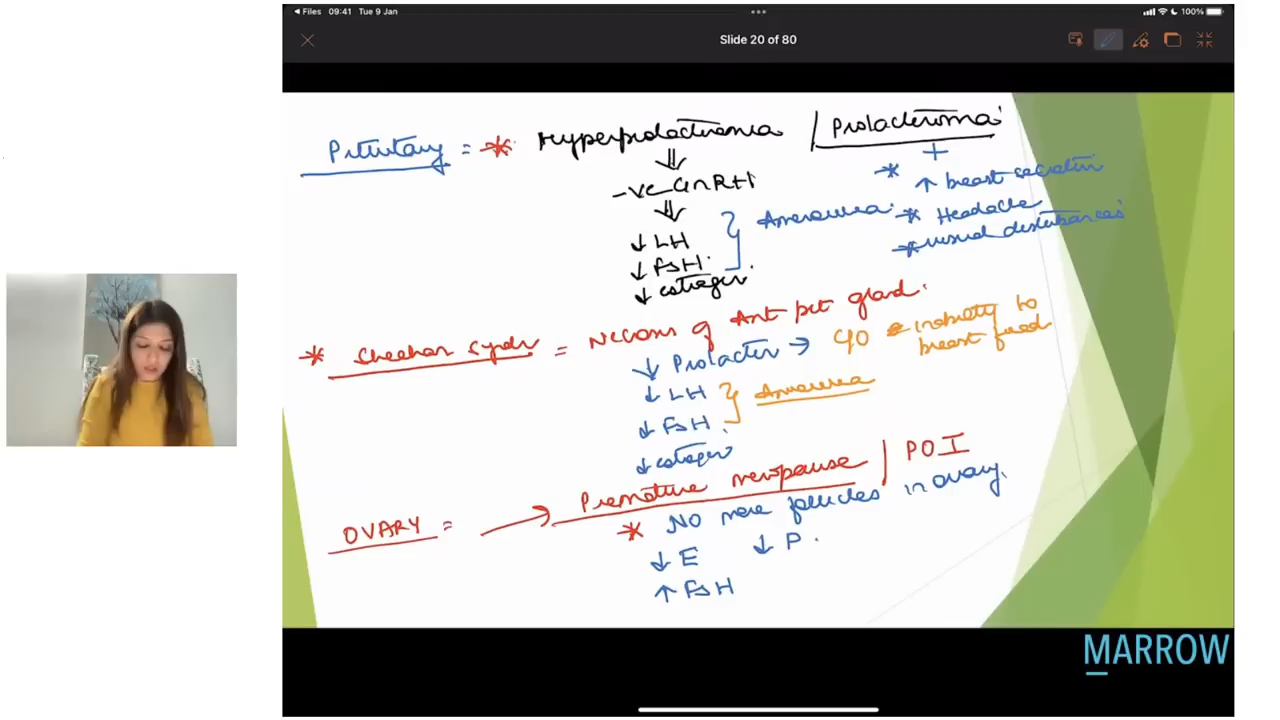 Files 09:41 Tue 9 Jan 100%
Slide 20 of 80
Pituitary = * Hyperprolactinemia / Prolactinoma
+
-ve GnRH
* ↑ breast secretion
* Headache
* visual disturbances
↓ LH
↓ FSH
↓ estrogen
} Amenorrhea
* Sheehan Syndr = Necrosis of Ant pit gland.
↓ Prolactin → C/O inability to
breast feed
↓ LH
↓ FSH
} Amenorrhea
↓ estrogen
OVARY = → Premature menopause / POI
* NO more follicles in ovary.
↓ E ↓ P
↑ FSH
MARROW